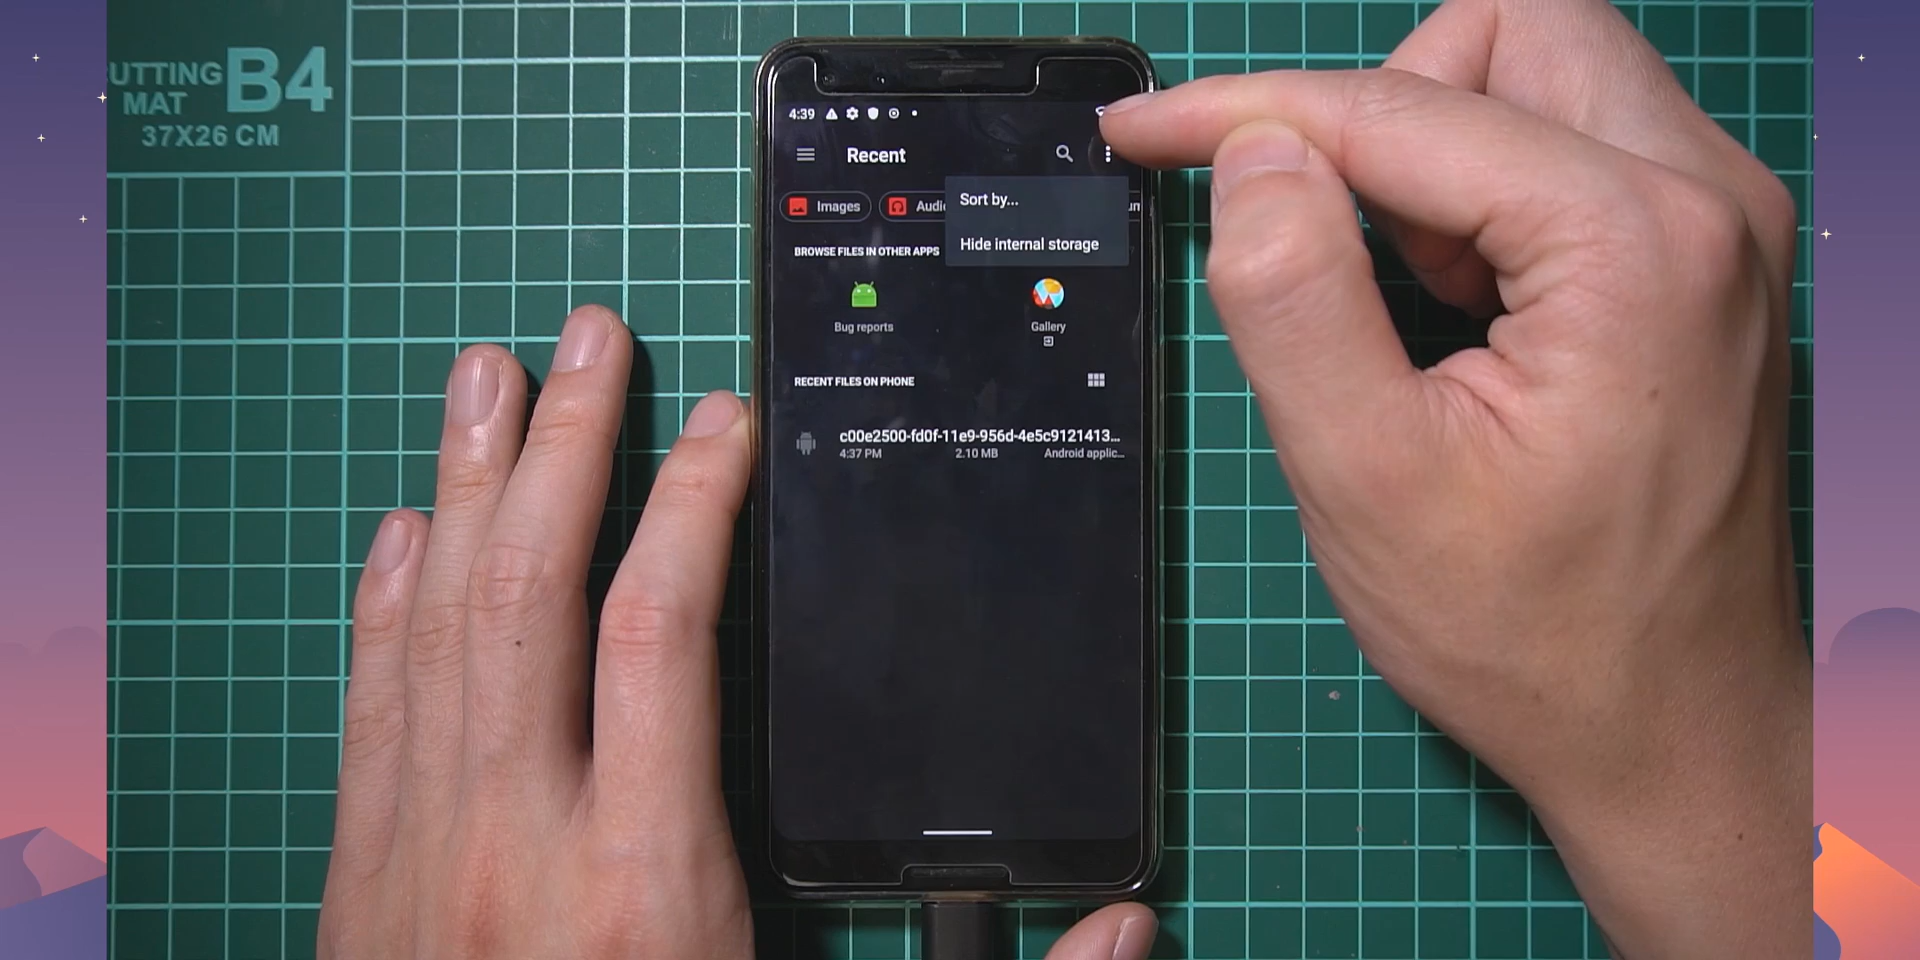 UTTING B4
MAT
37X26 CM
4:39
Recent
Images
Audi
Sort by...
Hide internal storage
BROWSE FILES IN OTHER APPS
Bug reports
Gallery
RECENT FILES ON PHONE
c00e2500-fd0f-11e9-956d-4e5c9121413...
4:37 PM 2.10 MB Android applic...